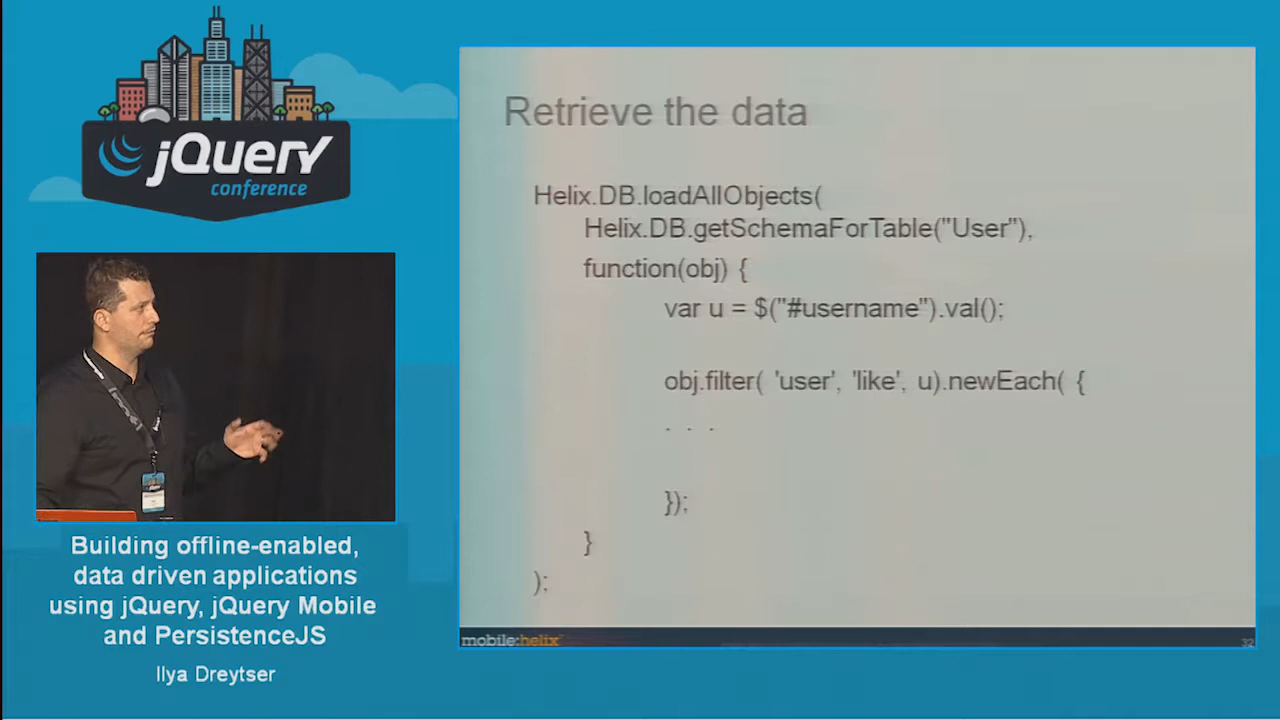 jQuery
conference
Building offline-enabled,
data driven applications
using jQuery, jQuery Mobile
and PersistenceJS
Ilya Dreytser
Retrieve the data
Helix.DB.loadAllObjects(
Helix.DB.getSchemaForTable("User"),
function(obj) {
var u = $("#username").val();
obj.filter( 'user', 'like', u).newEach( {
. . .
});
}
);
mobile:helix
32